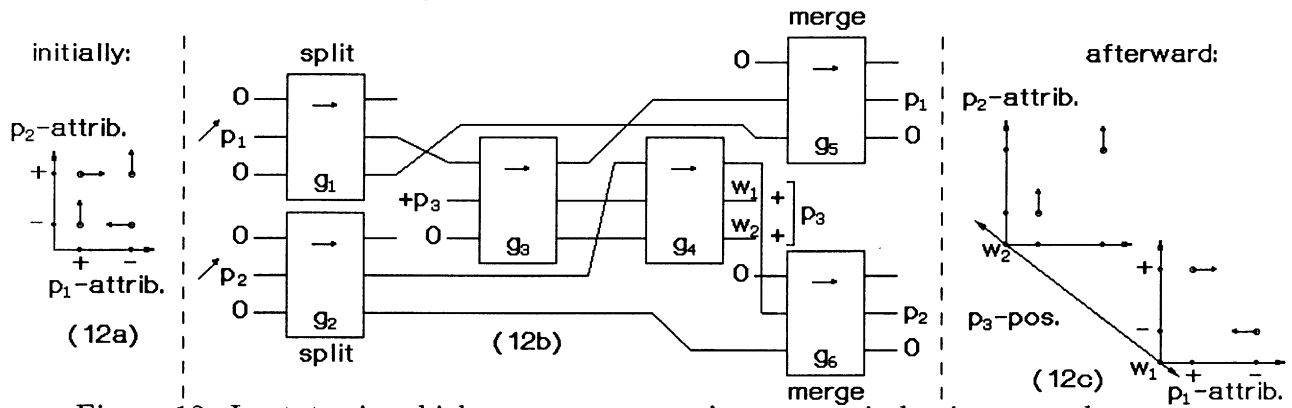 initially:
p₂-attrib.
+
-
+ -
p₁-attrib.
(12a)
split
0
p₁
0
g₁
0
p₂
0
g₂
split
+p₃
0
g₃
(12b)
g₄
w₁ +
w₂ +
p₃
merge
0
g₅
p₁
0
0
g₆
p₂
0
merge
afterward:
p₂-attrib.
w₂
p₃-pos.
+
-
w₁ + -
(12c)
p₁-attrib.